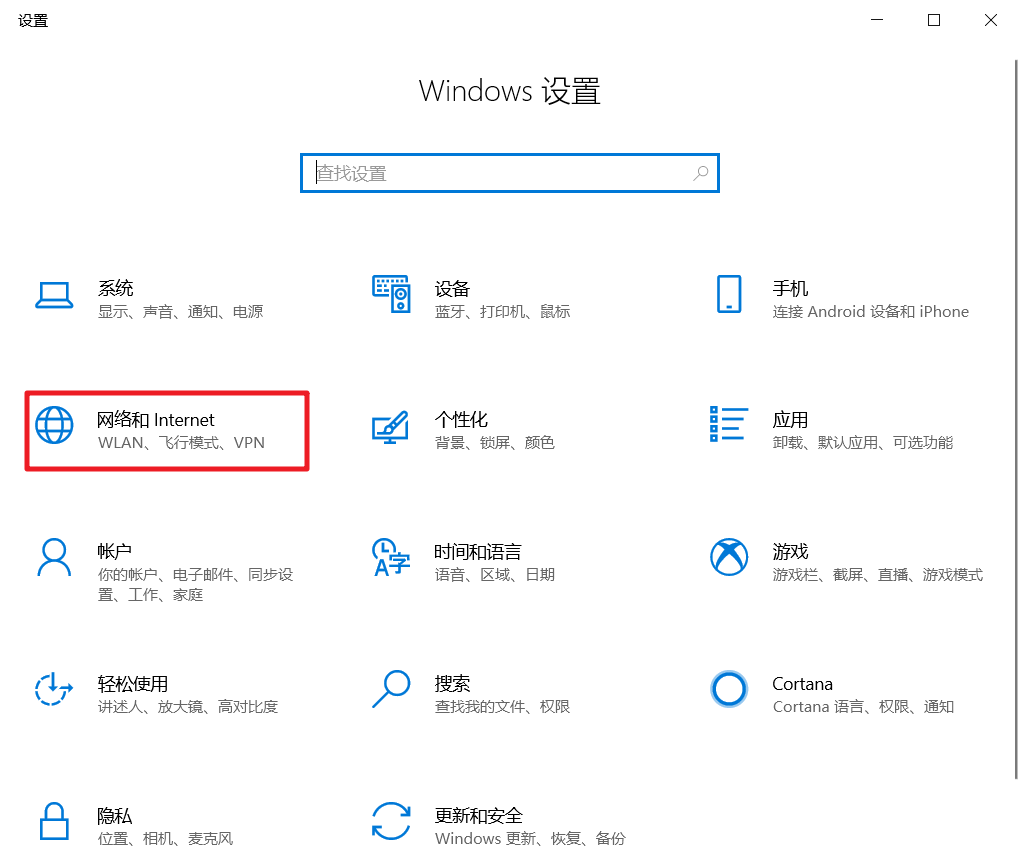 设置
Windows 设置
查找设置
系统
显示、声音、通知、电源
设备
蓝牙、打印机、鼠标
手机
连接 Android 设备和 iPhone
网络和 Internet
WLAN、飞行模式、VPN
个性化
背景、锁屏、颜色
应用
卸载、默认应用、可选功能
帐户
你的帐户、电子邮件、同步设
置、工作、家庭
时间和语言
语音、区域、日期
游戏
游戏栏、截屏、直播、游戏模式
轻松使用
讲述人、放大镜、高对比度
搜索
查找我的文件、权限
Cortana
Cortana 语言、权限、通知
隐私
位置、相机、麦克风
更新和安全
Windows 更新、恢复、备份